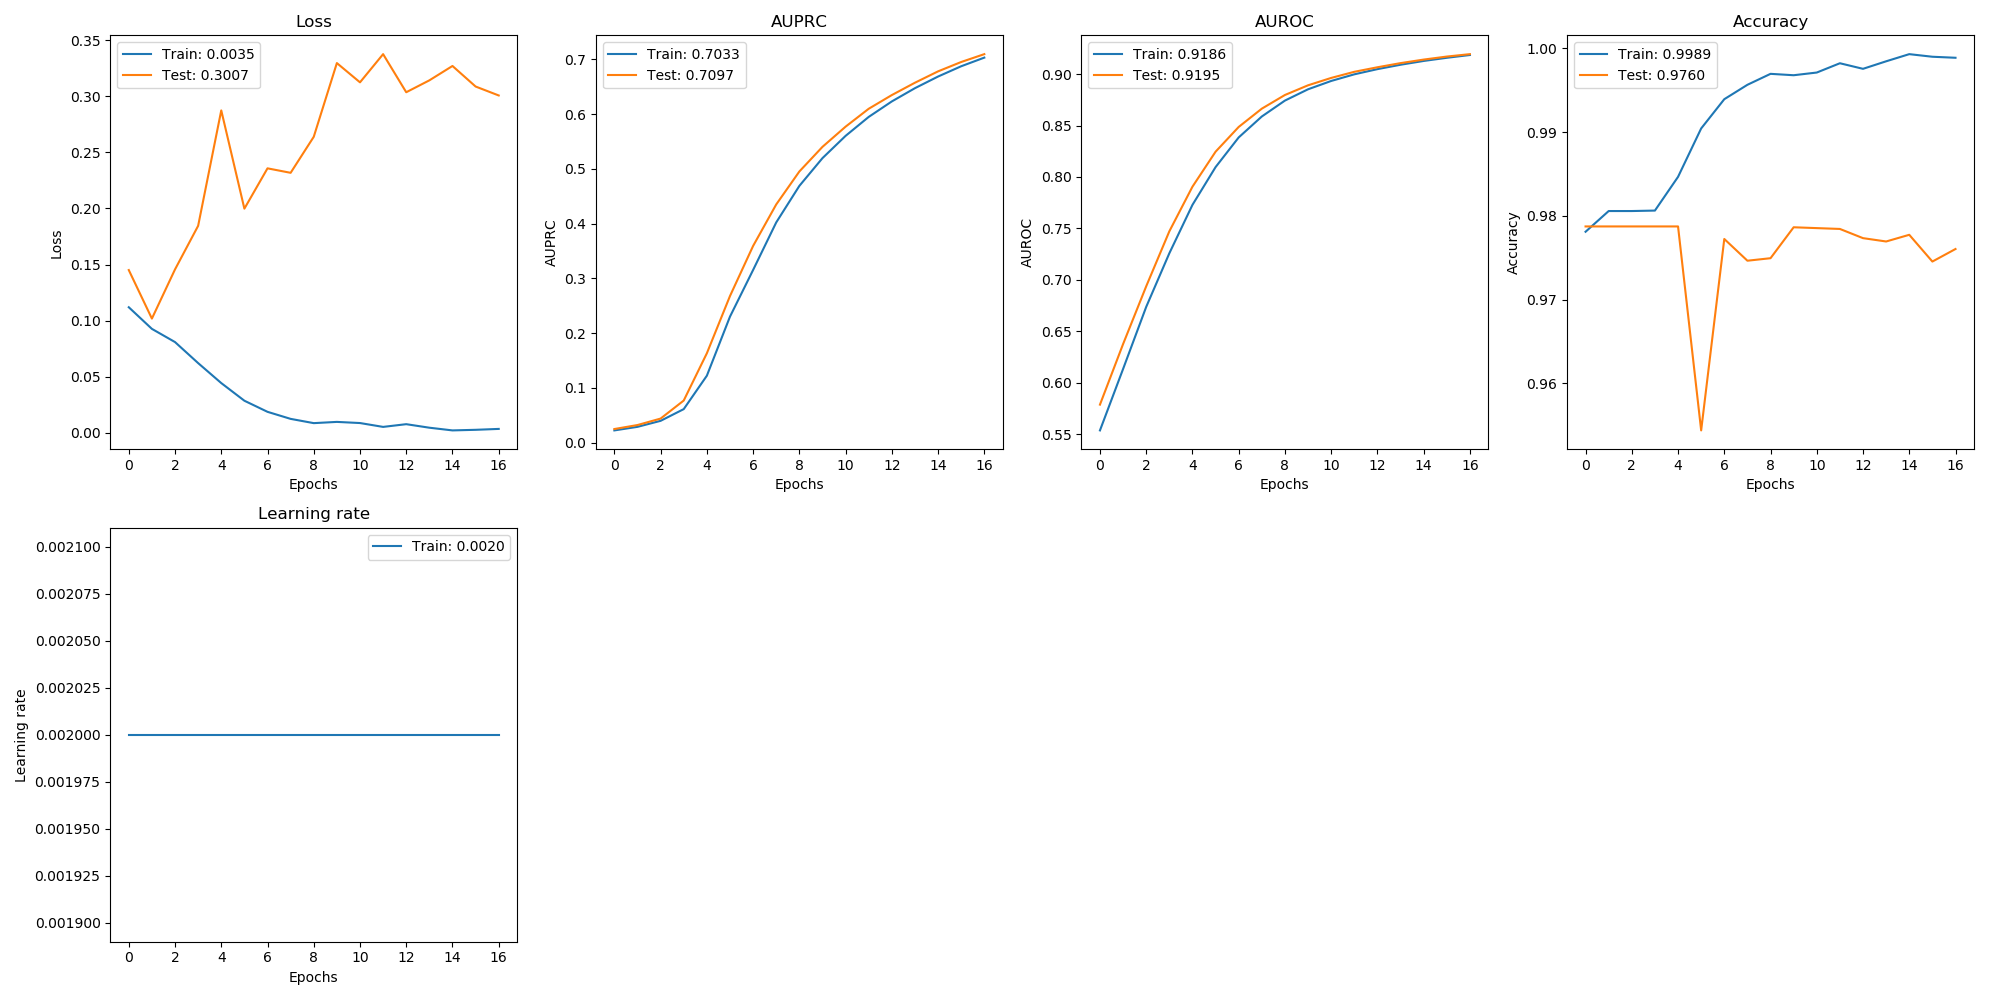 Loss
0.35
0.30
0.25
0.20
0.15
0.10
0.05
0.00
Loss
Train: 0.0035
Test: 0.3007
0 2 4 6 8 10 12 14 16
Epochs
AUPRC
0.7
0.6
0.5
0.4
0.3
0.2
0.1
0.0
AUPRC
Train: 0.7033
Test: 0.7097
0 2 4 6 8 10 12 14 16
Epochs
AUROC
0.90
0.85
0.80
0.75
0.70
0.65
0.60
0.55
AUROC
Train: 0.9186
Test: 0.9195
0 2 4 6 8 10 12 14 16
Epochs
Accuracy
1.00
0.99
0.98
0.97
0.96
Accuracy
Train: 0.9989
Test: 0.9760
0 2 4 6 8 10 12 14 16
Epochs
Learning rate
0.002100
0.002075
0.002050
0.002025
0.002000
0.001975
0.001950
0.001925
0.001900
Learning rate
Train: 0.0020
0 2 4 6 8 10 12 14 16
Epochs